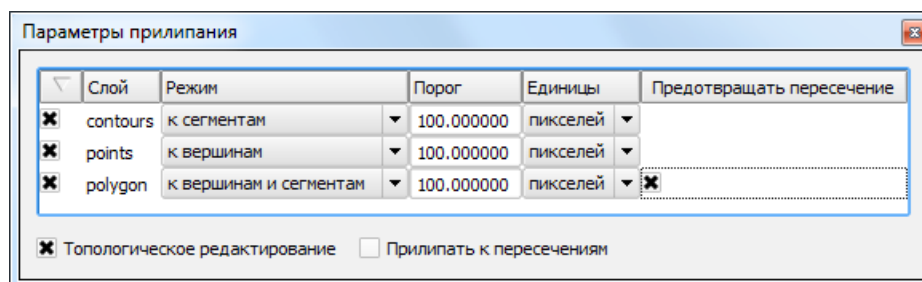 Параметры прилипания
Слой Режим Порог Единицы Предотвращать пересечение
contours к сегментам 100.000000 пикселей
points к вершинам 100.000000 пикселей
polygon к вершинам и сегментам 100.000000 пикселей
Топологическое редактирование Прилипать к пересечениям